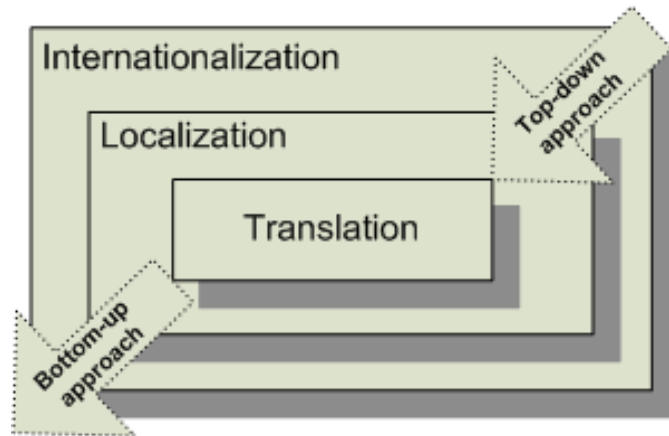 Internationalization
Top-down
approach
Localization
Translation
Bottom-up
approach